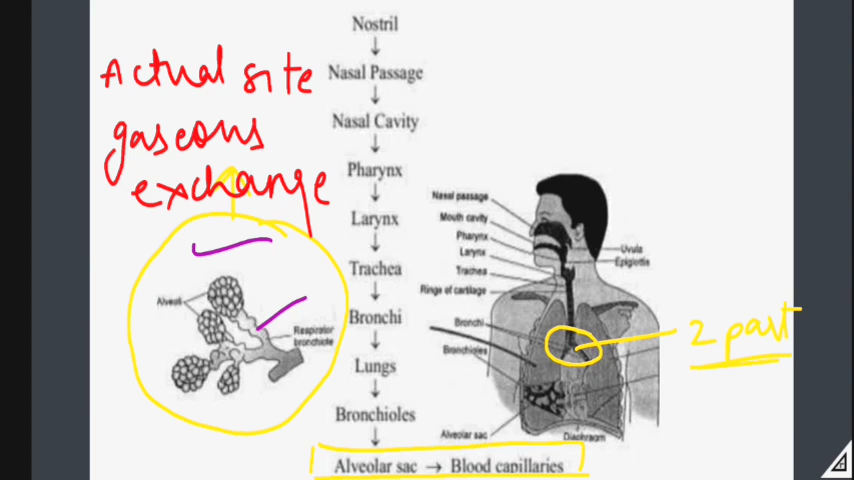 Nostril
Nasal Passage
Nasal Cavity
Pharynx
Larynx
Trachea
Bronchi
Lungs
Bronchioles
Alveolar sac → Blood capillaries
Actual site
gaseous
exchange
Alveoli
Respirator
bronchiole
Nasal passage
Mouth cavity
Pharynx
Larynx
Trachea
Rings of cartilage
Bronchi
Bronchioles
Alveolar sac
Uvula
Epiglottis
Diaphragm
2 part